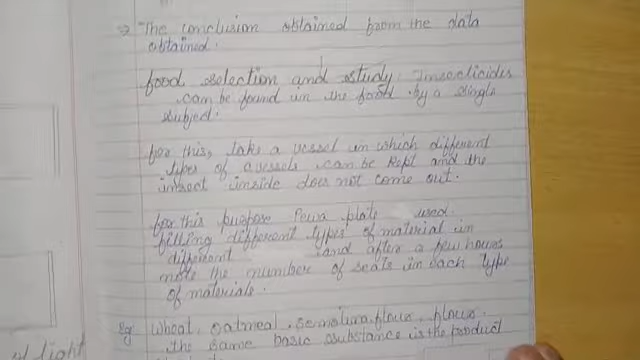 → The conclusion obtained from the data
obtained.
food selection and study: Insecticides
can be found in the food by a single
subject.
for this, take a vessel in which different
types of a vessels can be kept and the
insect inside does not come out.
for this purpose plate used.
filling different types of material in
different and after a few hours
note the number of seats in each type
of materials.
Eg Wheat, oatmeal, semolina flour, flour.
the same basic substance is the product
light